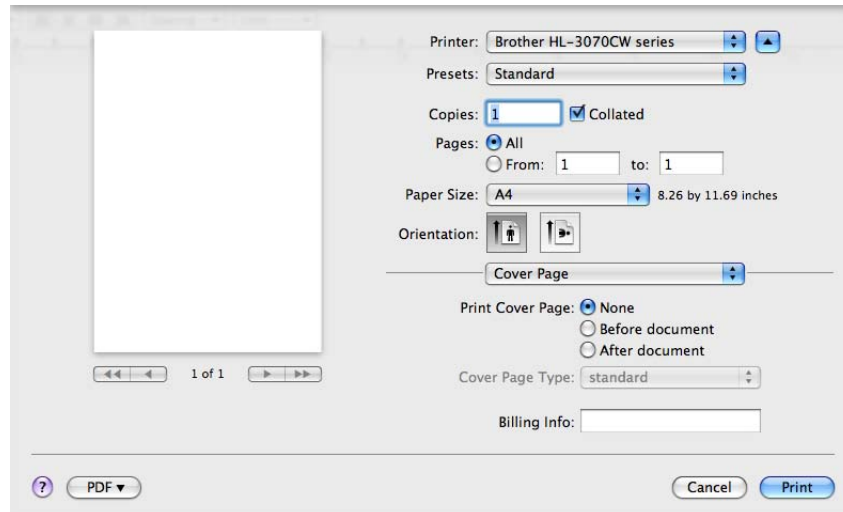 Printer: Brother HL-3070CW series
Presets: Standard
Copies: 1 Collated
Pages: All
From: 1 to: 1
Paper Size: A4 8.26 by 11.69 inches
Orientation:
Cover Page
Print Cover Page: None
Before document
After document
1 of 1
Cover Page Type: standard
Billing Info:
? PDF▼ Cancel Print